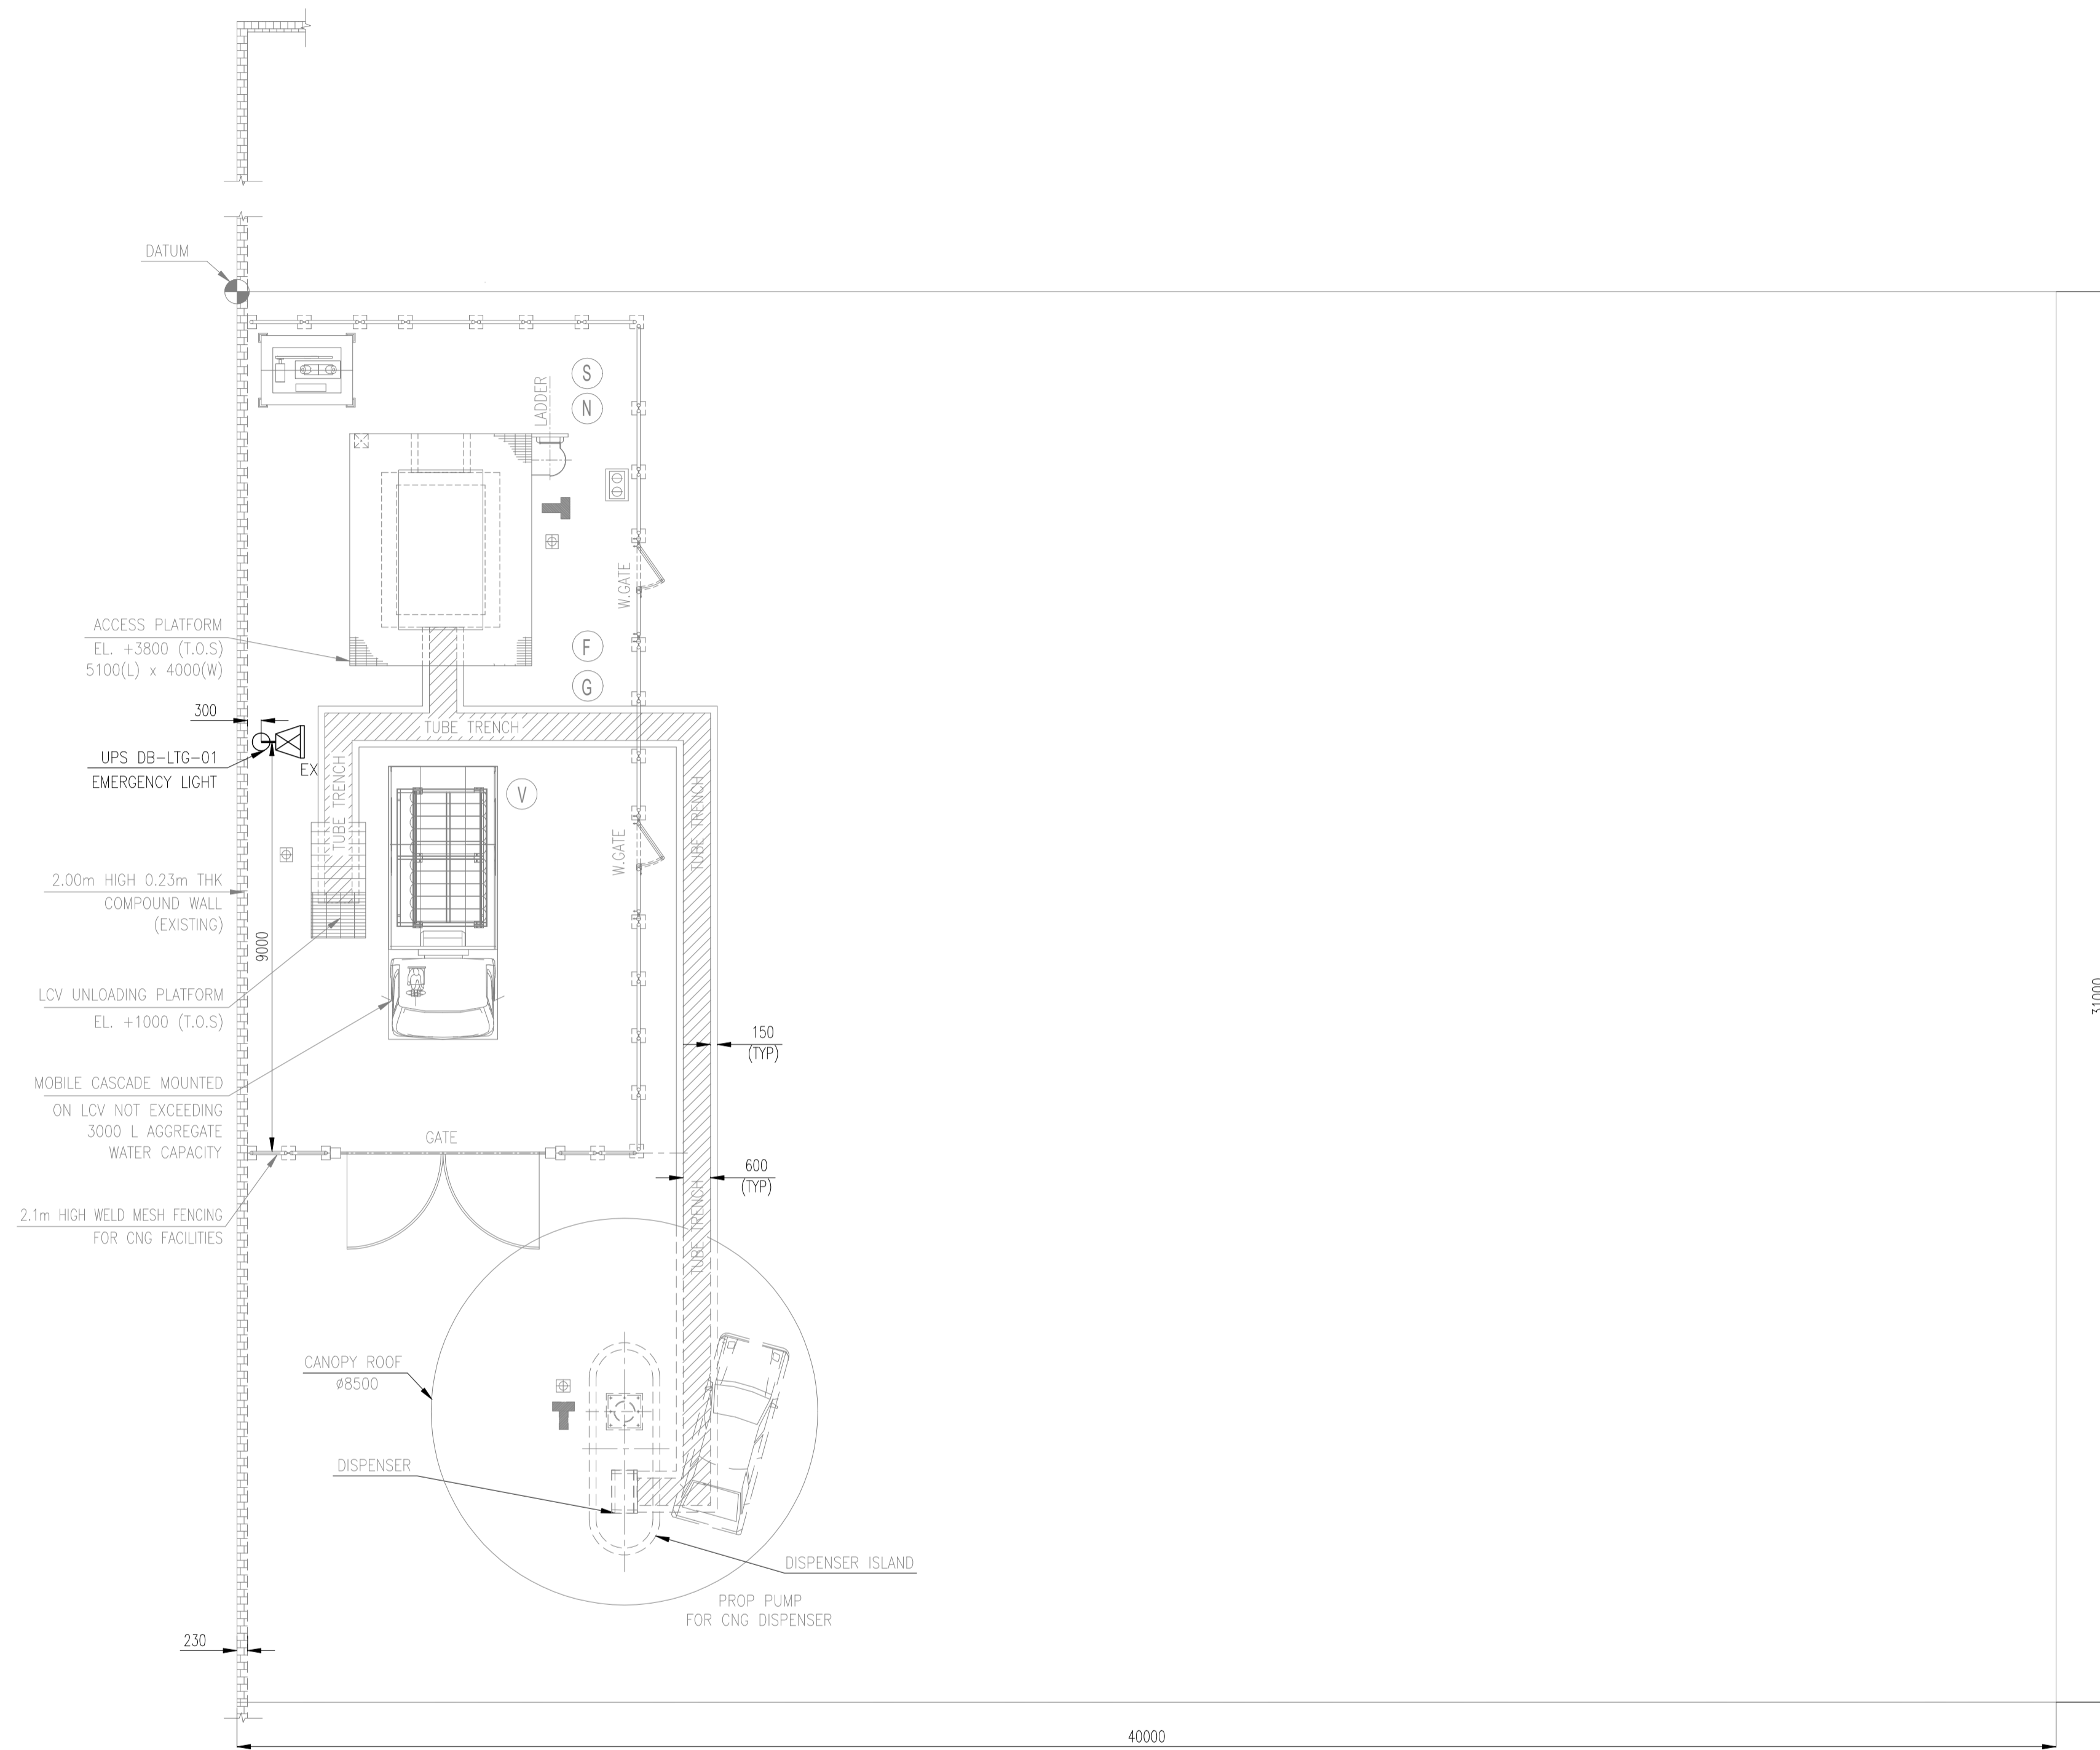 DATUM
S
N
LADDER
W.GATE
ACCESS PLATFORM
EL. +3800 (T.O.S)
5100(L) x 4000(W)
F
G
300
UPS DB-LTG-01
EMERGENCY LIGHT
EX
TUBE TRENCH
TUBE TRENCH
TUBE TRENCH
V
W.GATE
2.00m HIGH 0.23m THK
COMPOUND WALL
(EXISTING)
9000
LCV UNLOADING PLATFORM
EL. +1000 (T.O.S)
31000
150
(TYP)
MOBILE CASCADE MOUNTED
ON LCV NOT EXCEEDING
3000 L AGGREGATE
WATER CAPACITY
GATE
600
(TYP)
2.1m HIGH WELD MESH FENCING
FOR CNG FACILITIES
TUBE TRENCH
CANOPY ROOF
ø8500
DISPENSER
DISPENSER ISLAND
PROP PUMP
FOR CNG DISPENSER
230
40000